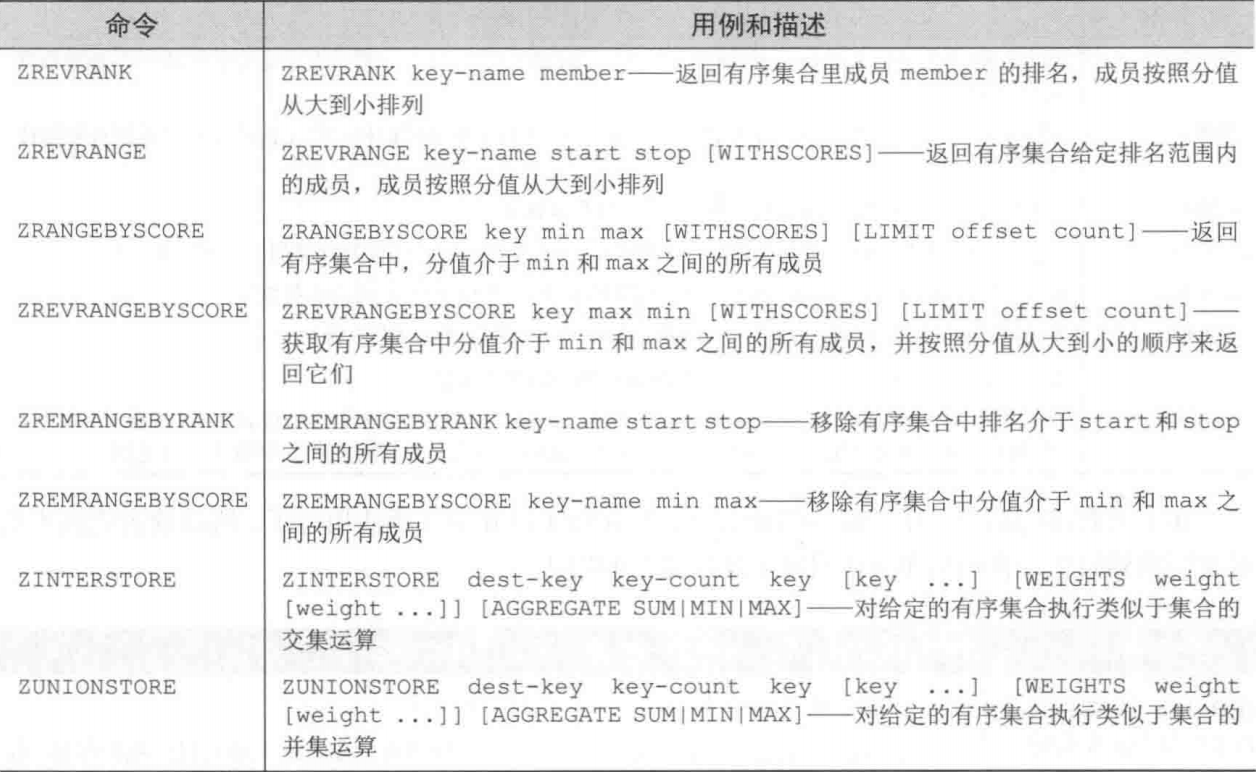 命令 用例和描述
ZREVRANK ZREVRANK key-name member——返回有序集合里成员 member 的排名，成员按照分值
从大到小排列
ZREVRANGE ZREVRANGE key-name start stop [WITHSCORES]——返回有序集合给定排名范围内
的成员，成员按照分值从大到小排列
ZRANGEBYSCORE ZRANGEBYSCORE key min max [WITHSCORES] [LIMIT offset count]——返回
有序集合中，分值介于 min 和 max 之间的所有成员
ZREVRANGEBYSCORE ZREVRANGEBYSCORE key max min [WITHSCORES] [LIMIT offset count]——
获取有序集合中分值介于 min 和 max 之间的所有成员，并按照分值从大到小的顺序来返
回它们
ZREMRANGEBYRANK ZREMRANGEBYRANK key-name start stop——移除有序集合中排名介于 start 和 stop
之间的所有成员
ZREMRANGEBYSCORE ZREMRANGEBYSCORE key-name min max——移除有序集合中分值介于 min 和 max 之
间的所有成员
ZINTERSTORE ZINTERSTORE dest-key key-count key [key ...] [WEIGHTS weight
[weight ...]] [AGGREGATE SUM|MIN|MAX]——对给定的有序集合执行类似于集合的
交集运算
ZUNIONSTORE ZUNIONSTORE dest-key key-count key [key ...] [WEIGHTS weight
[weight ...]] [AGGREGATE SUM|MIN|MAX]——对给定的有序集合执行类似于集合的
并集运算